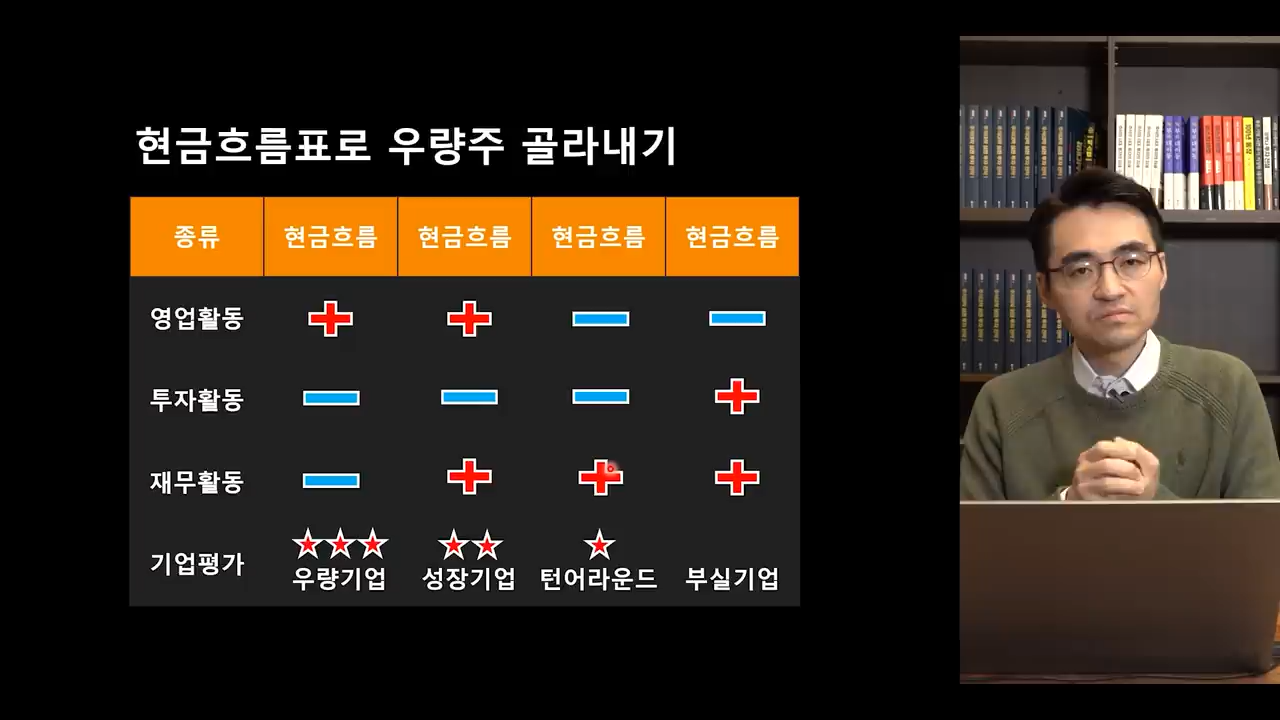 현금흐름표로 우량주 골라내기
종류 현금흐름 현금흐름 현금흐름 현금흐름
영업활동
투자활동
재무활동
기업평가
우량기업 성장기업 턴어라운드 부실기업